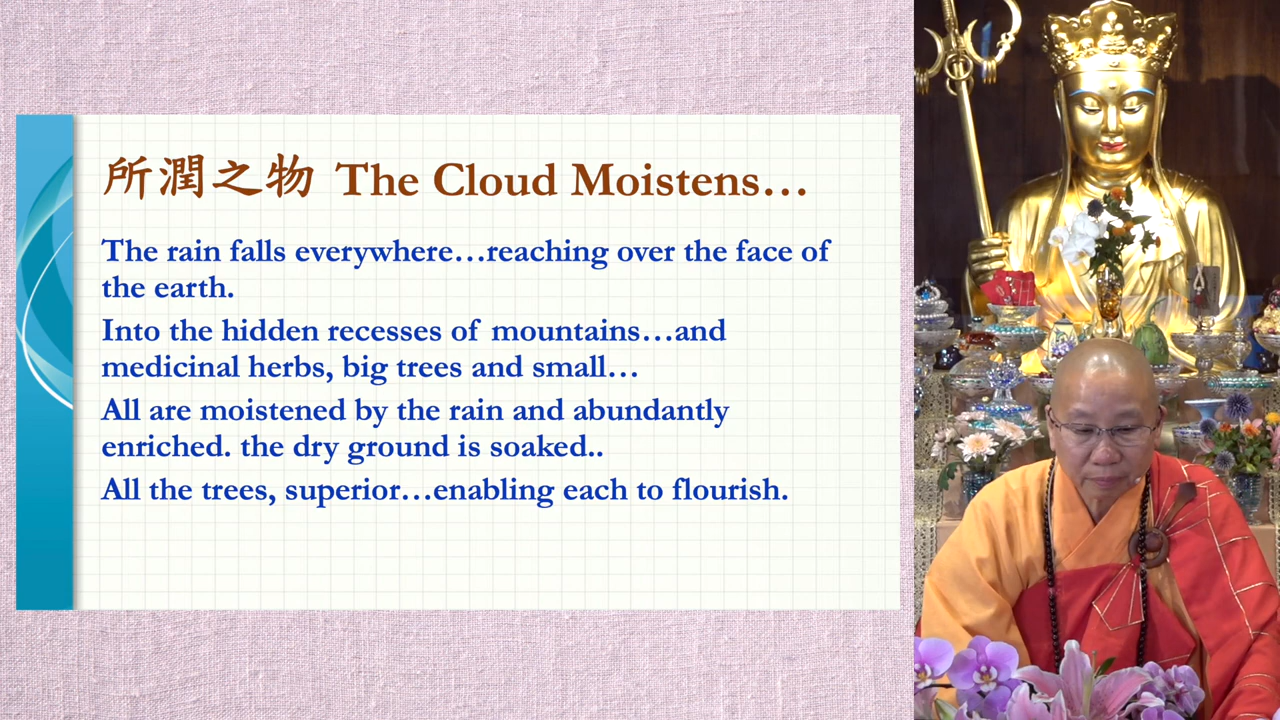 所潤之物 The Cloud Moistens…
The rain falls everywhere…reaching over the face of
the earth.
Into the hidden recesses of mountains…and
medicinal herbs, big trees and small…
All are moistened by the rain and abundantly
enriched. the dry ground is soaked..
All the trees, superior…enabling each to flourish.